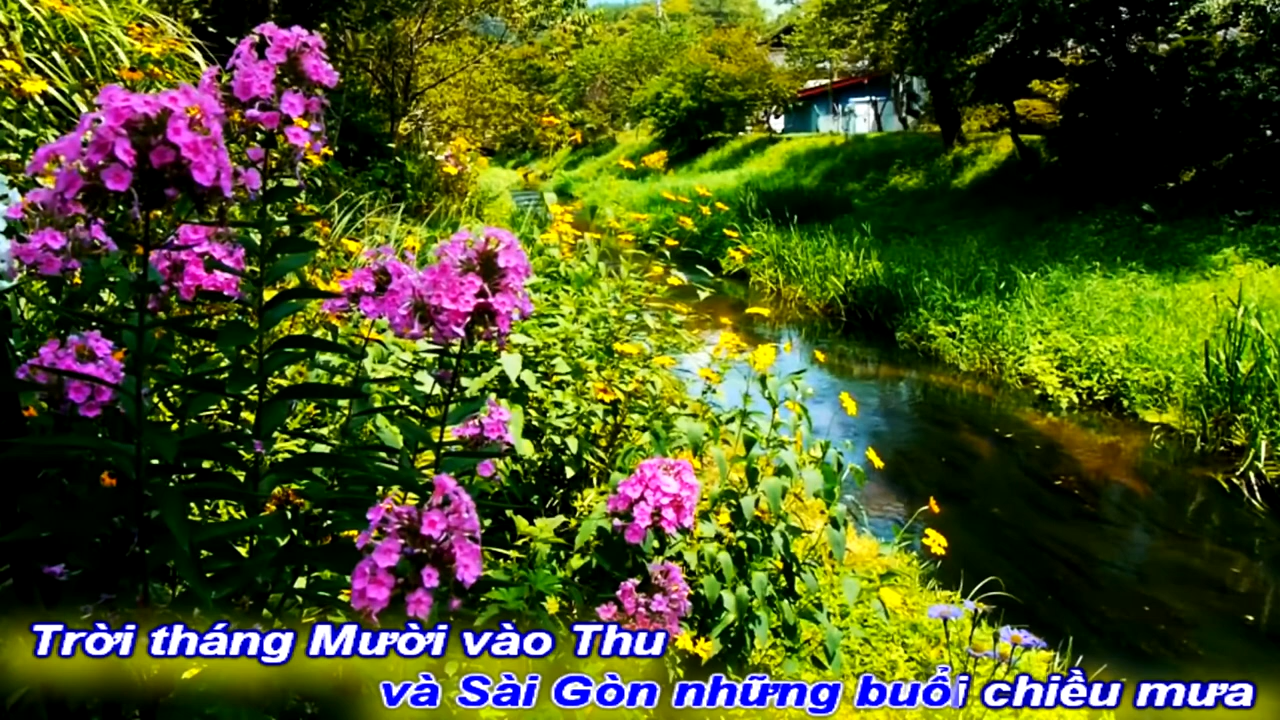 Trời tháng Mười vào Thu
và Sài Gòn những buổi chiều mưa